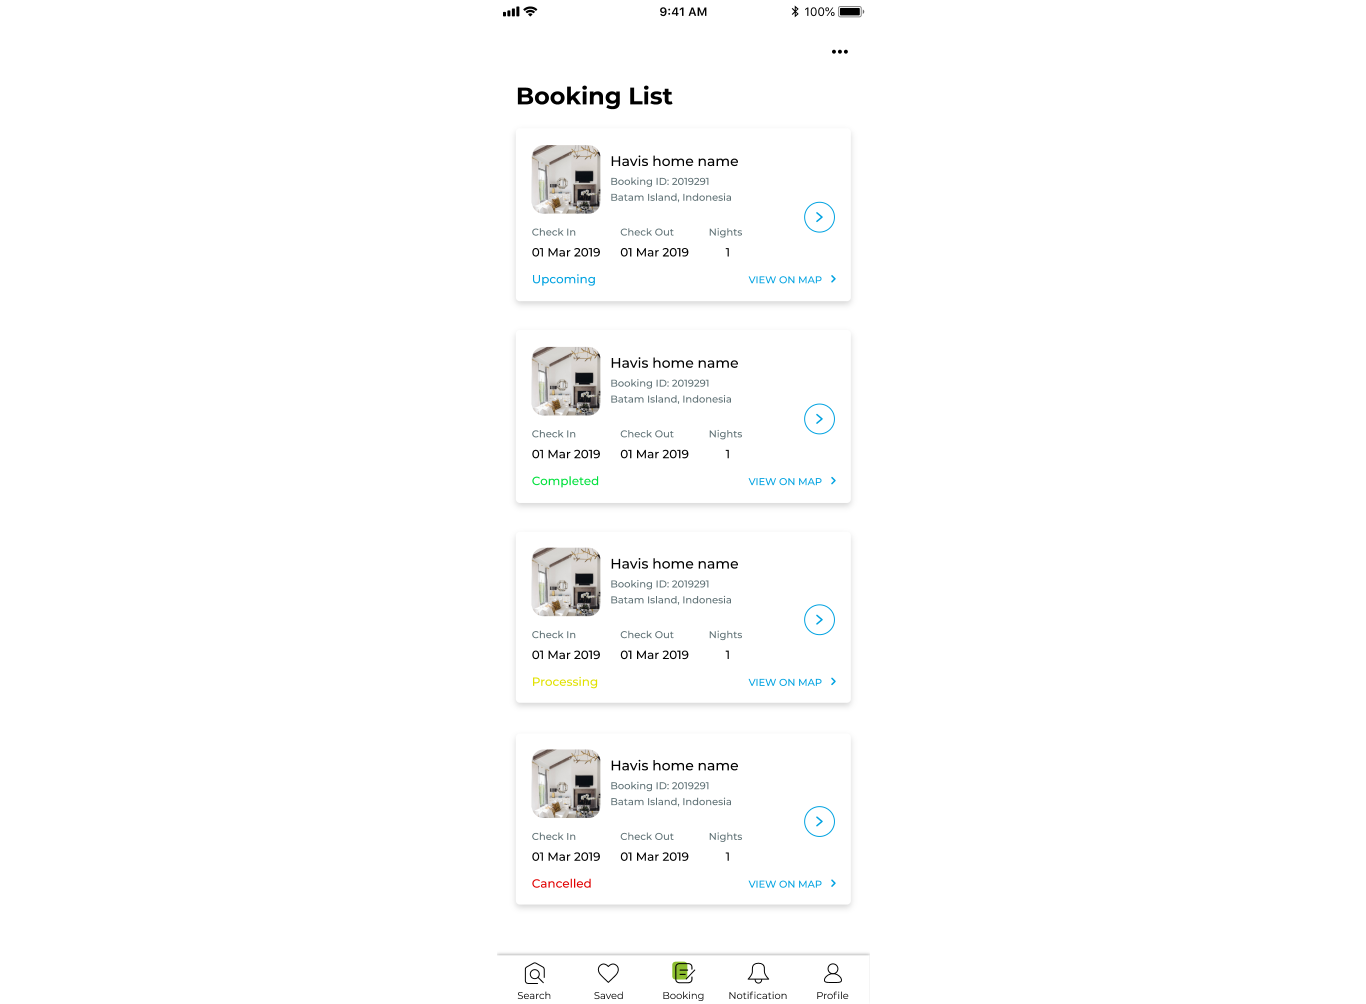 9:41 AM
100%
Booking List
Havis home name
Booking ID: 2019291
Batam Island, Indonesia
Check In Check Out Nights
01 Mar 2019 01 Mar 2019 1
Upcoming VIEW ON MAP
Havis home name
Booking ID: 2019291
Batam Island, Indonesia
Check In Check Out Nights
01 Mar 2019 01 Mar 2019 1
Completed VIEW ON MAP
Havis home name
Booking ID: 2019291
Batam Island, Indonesia
Check In Check Out Nights
01 Mar 2019 01 Mar 2019 1
Processing VIEW ON MAP
Havis home name
Booking ID: 2019291
Batam Island, Indonesia
Check In Check Out Nights
01 Mar 2019 01 Mar 2019 1
Cancelled VIEW ON MAP
Search Saved Booking Notification Profile